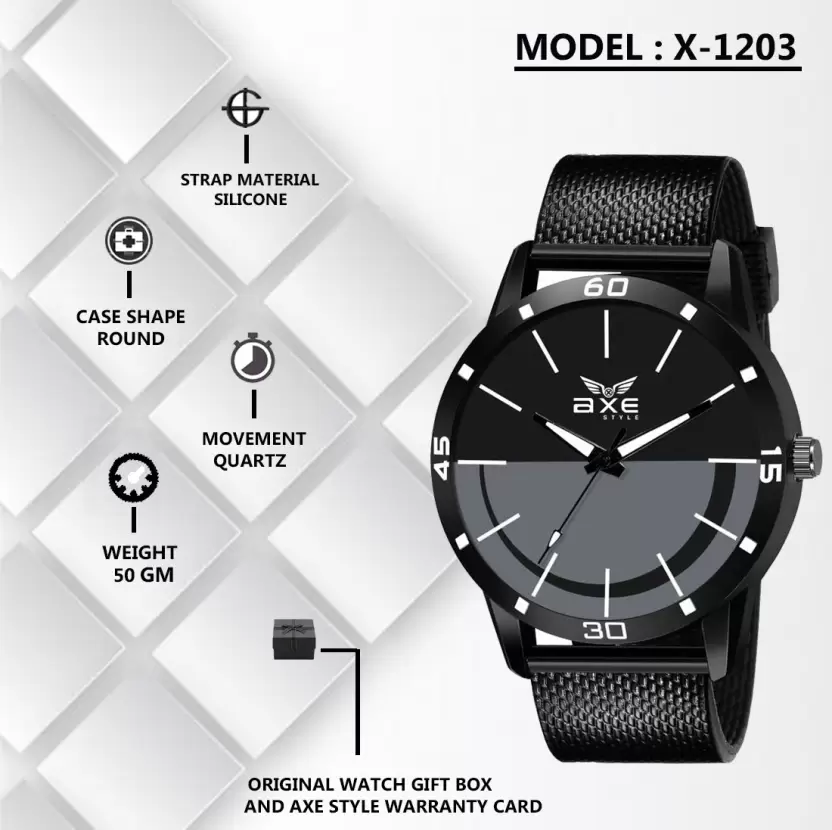 MODEL : X-1203
STRAP MATERIAL
SILICONE
CASE SHAPE
ROUND
MOVEMENT
QUARTZ
WEIGHT
50 GM
60
axe
STYLE
45
15
30
ORIGINAL WATCH GIFT BOX
AND AXE STYLE WARRANTY CARD